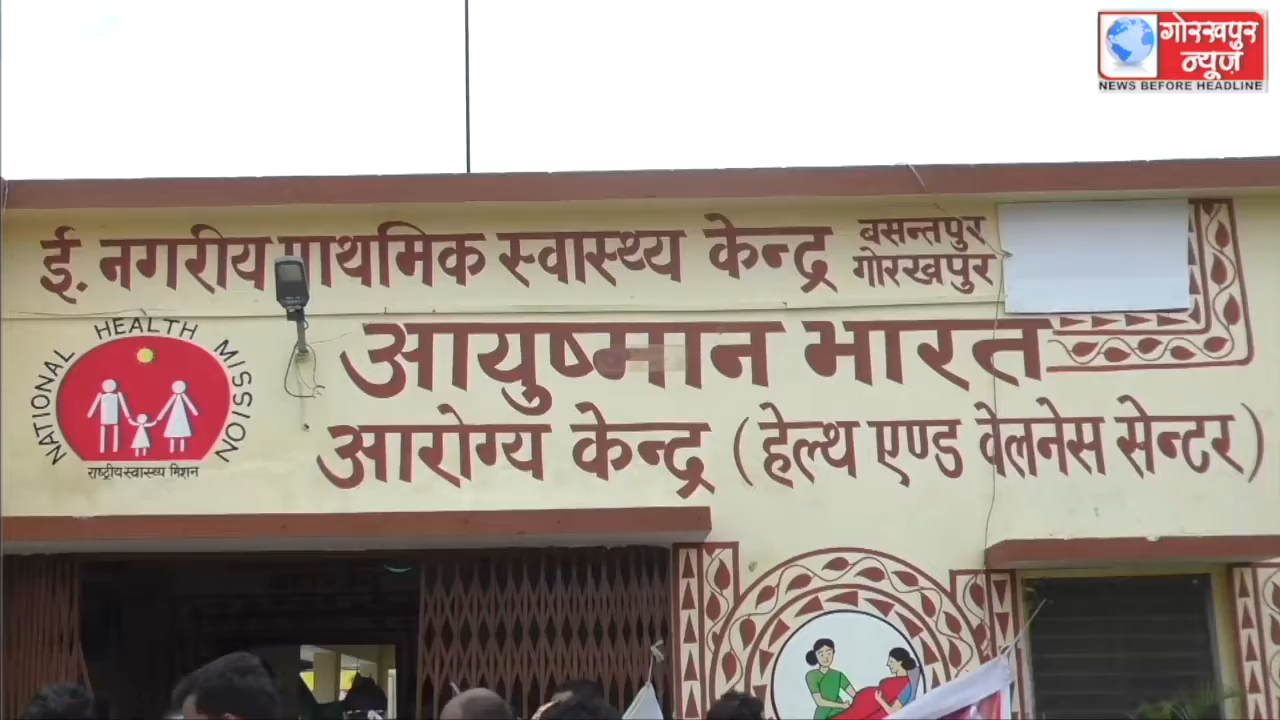 गोरखपुर
न्यूज़
NEWS BEFORE HEADLINE
ई. नगरीय प्राथमिक स्वास्थ्य केन्द्र बसन्तपुर
गोरखपुर
NATIONAL HEALTH MISSION
राष्ट्रीय स्वास्थ्य मिशन
आयुष्मान भारत
आरोग्य केन्द्र (हेल्थ एण्ड वेलनेस सेन्टर)